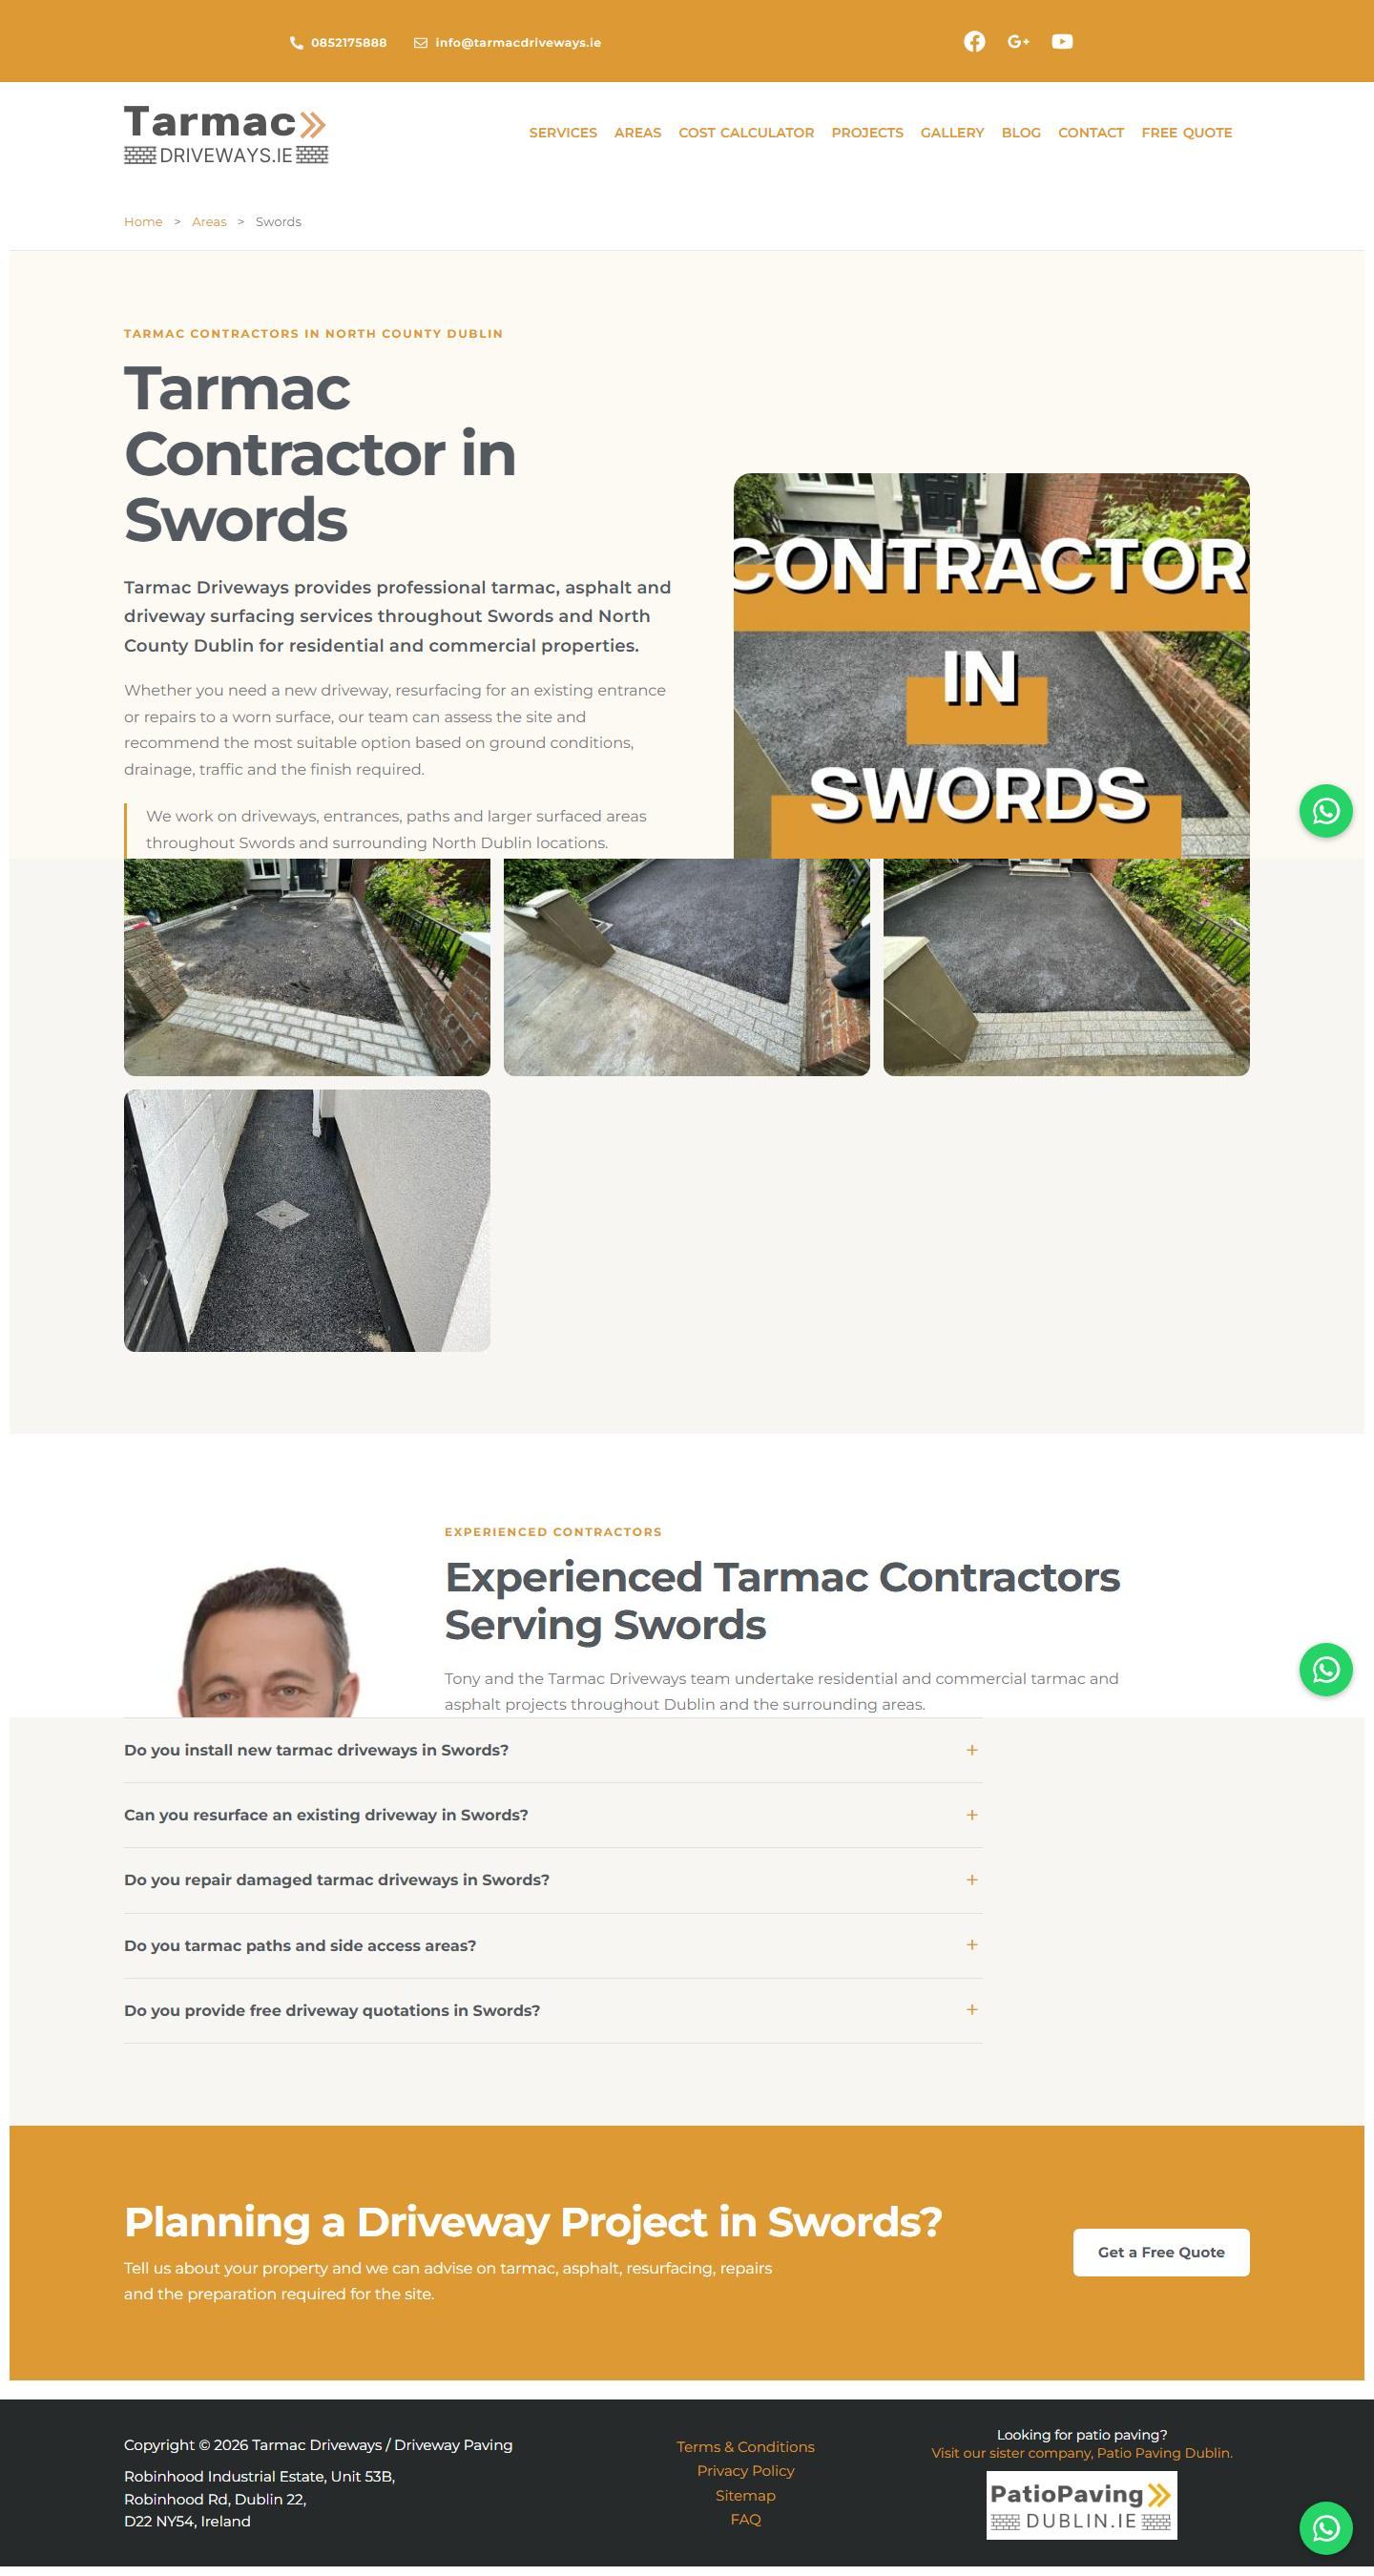 0852175888
info@tarmacdriveways.ie
Tarmac
DRIVEWAYS.IE
SERVICES AREAS COST CALCULATOR PROJECTS GALLERY BLOG CONTACT FREE QUOTE
Home > Areas > Swords
TARMAC CONTRACTORS IN NORTH COUNTY DUBLIN
Tarmac
Contractor in
Swords
Tarmac Driveways provides professional tarmac, asphalt and
driveway surfacing services throughout Swords and North
County Dublin for residential and commercial properties.
Whether you need a new driveway, resurfacing for an existing entrance
or repairs to a worn surface, our team can assess the site and
recommend the most suitable option based on ground conditions,
drainage, traffic and the finish required.
We work on driveways, entrances, paths and larger surfaced areas
throughout Swords and surrounding North Dublin locations.
CONTRACTOR
IN
SWORDS
EXPERIENCED CONTRACTORS
Experienced Tarmac Contractors
Serving Swords
Tony and the Tarmac Driveways team undertake residential and commercial tarmac and
asphalt projects throughout Dublin and the surrounding areas.
Do you install new tarmac driveways in Swords? +
Can you resurface an existing driveway in Swords? +
Do you repair damaged tarmac driveways in Swords? +
Do you tarmac paths and side access areas? +
Do you provide free driveway quotations in Swords? +
Planning a Driveway Project in Swords?
Tell us about your property and we can advise on tarmac, asphalt, resurfacing, repairs
and the preparation required for the site.
Get a Free Quote
Copyright © 2026 Tarmac Driveways / Driveway Paving
Robinhood Industrial Estate, Unit 53B,
Robinhood Rd, Dublin 22,
D22 NY54, Ireland
Terms & Conditions
Privacy Policy
Sitemap
FAQ
Looking for patio paving?
Visit our sister company, Patio Paving Dublin.
PatioPaving
DUBLIN.IE